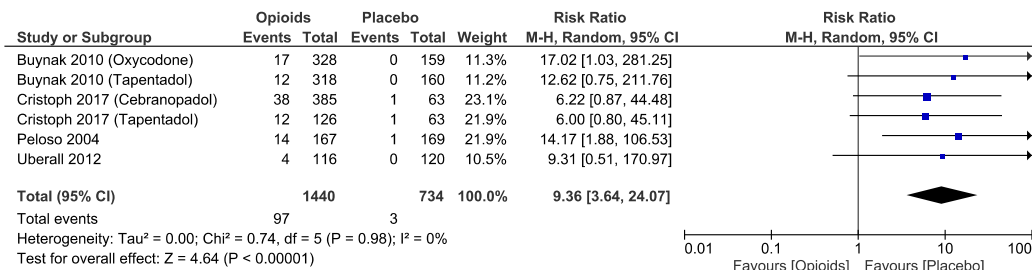 Opioids Placebo Risk Ratio Risk Ratio
Study or Subgroup Events Total Events Total Weight M-H, Random, 95% CI M-H, Random, 95% CI
Buynak 2010 (Oxycodone) 17 328 0 159 11.3% 17.02 [1.03, 281.25]
Buynak 2010 (Tapentadol) 12 318 0 160 11.2% 12.62 [0.75, 211.76]
Cristoph 2017 (Cebranopadol) 38 385 1 63 23.1% 6.22 [0.87, 44.48]
Cristoph 2017 (Tapentadol) 12 126 1 63 21.9% 6.00 [0.80, 45.11]
Peloso 2004 14 167 1 169 21.9% 14.17 [1.88, 106.53]
Uberall 2012 4 116 0 120 10.5% 9.31 [0.51, 170.97]
Total (95% CI) 1440 734 100.0% 9.36 [3.64, 24.07]
Total events 97 3
Heterogeneity: Tau² = 0.00; Chi² = 0.74, df = 5 (P = 0.98); I² = 0%
Test for overall effect: Z = 4.64 (P < 0.00001)
0.01 0.1 1 10 100
Favours [Opioids] Favours [Placebo]